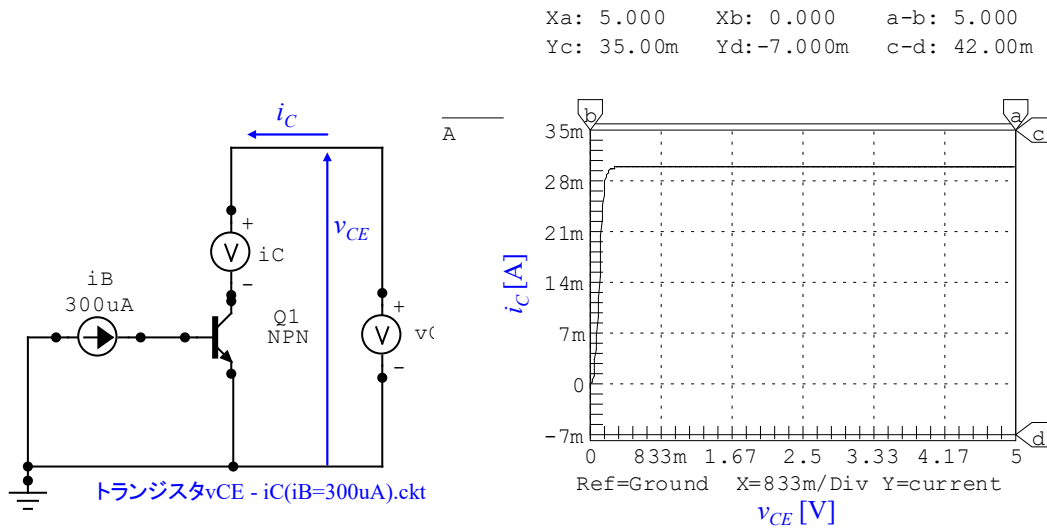 Xa: 5.000 Xb: 0.000 a-b: 5.000
Yc: 35.00m Yd:-7.000m c-d: 42.00m
iC
A
b
a
35m
c
28m
21m
14m
7m
0
-7m
d
iC [A]
0 833m 1.67 2.5 3.33 4.17 5
Ref=Ground X=833m/Div Y=current
vCE [V]
+
V
iC
-
vCE
iB
300uA
Q1
NPN
+
V
-
トランジスタvCE - iC(iB=300uA).ckt